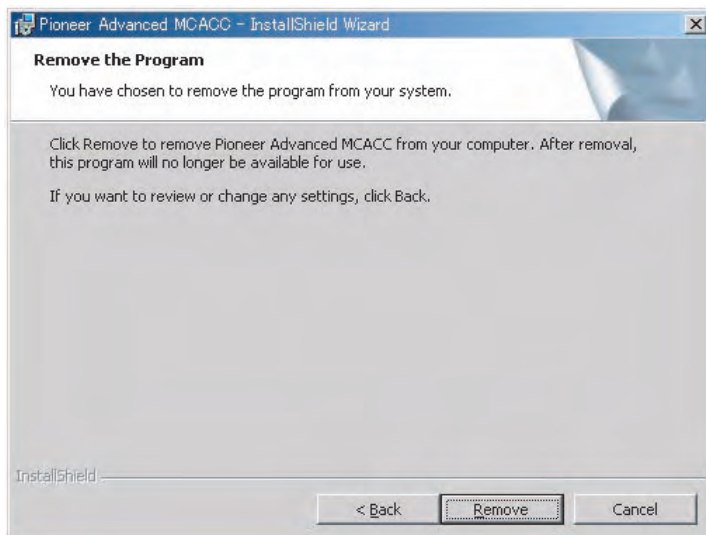 Pioneer Advanced MCACC - InstallShield Wizard
Remove the Program
You have chosen to remove the program from your system.
Click Remove to remove Pioneer Advanced MCACC from your computer. After removal,
this program will no longer be available for use.
If you want to review or change any settings, click Back.
InstallShield
< Back
Remove
Cancel